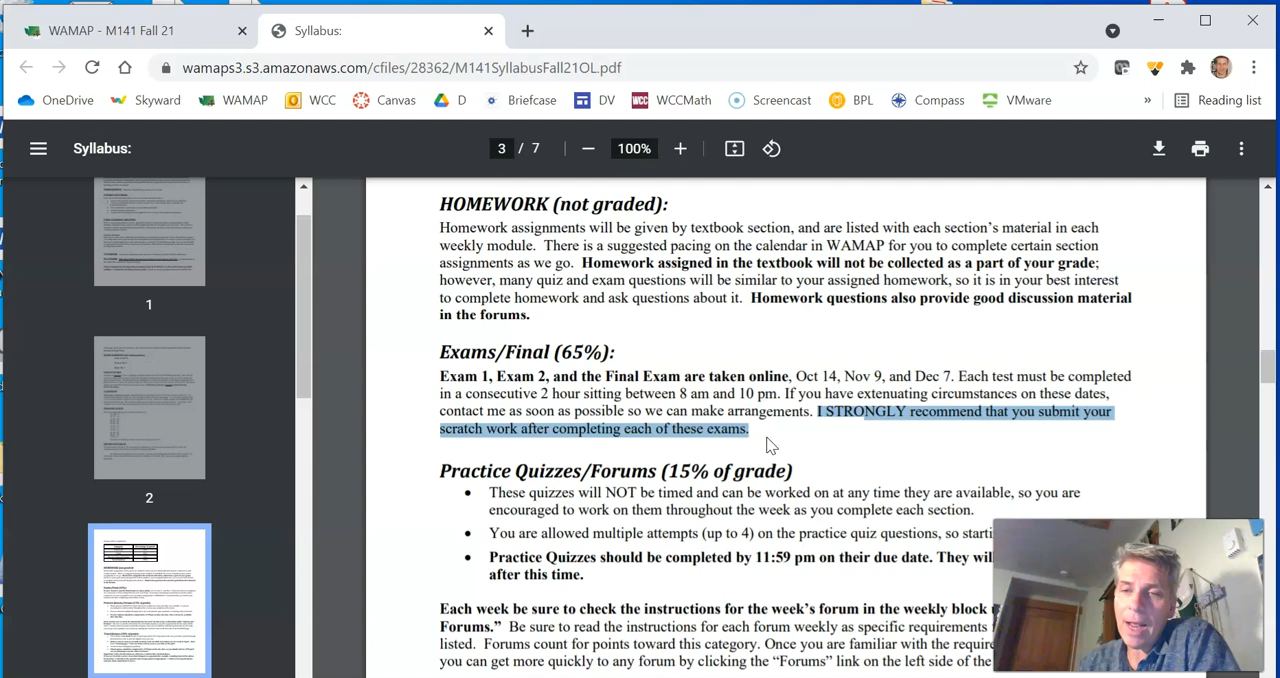 WAMAP - M141 Fall 21
Syllabus:
wamaps3.s3.amazonaws.com/cfiles/28362/M141SyllabusFall21OL.pdf
OneDrive Skyward WAMAP WCC Canvas D Briefcase DV WCCMath Screencast BPL Compass VMware » Reading list
Syllabus:
3 / 7
100%
1
2
HOMEWORK (not graded):
Homework assignments will be given by textbook section, and are listed with each section's material in each
weekly module. There is a suggested pacing on the calendar in WAMAP for you to complete certain section
assignments as we go. Homework assigned in the textbook will not be collected as a part of your grade;
however, many quiz and exam questions will be similar to your assigned homework, so it is in your best interest
to complete homework and ask questions about it. Homework questions also provide good discussion material
in the forums.
Exams/Final (65%):
Exam 1, Exam 2, and the Final Exam are taken online, Oct 14, Nov 9, and Dec 7. Each test must be completed
in a consecutive 2 hour sitting between 8 am and 10 pm. If you have extenuating circumstances on these dates,
contact me as soon as possible so we can make arrangements. I STRONGLY recommend that you submit your
scratch work after completing each of these exams.
Practice Quizzes/Forums (15% of grade)
• These quizzes will NOT be timed and can be worked on at any time they are available, so you are
encouraged to work on them throughout the week as you complete each section.
• You are allowed multiple attempts (up to 4) on the practice quiz questions, so starti
• Practice Quizzes should be completed by 11:59 pm on their due date. They wil
after this time.
Each week be sure to check the instructions for the week's forum in the weekly block
Forums." Be sure to read the instructions for each forum weekly as specific requirements
listed. Forums count for points toward this category. Once you are familiar with the require
you can get more quickly to any forum by clicking the "Forums" link on the left side of the